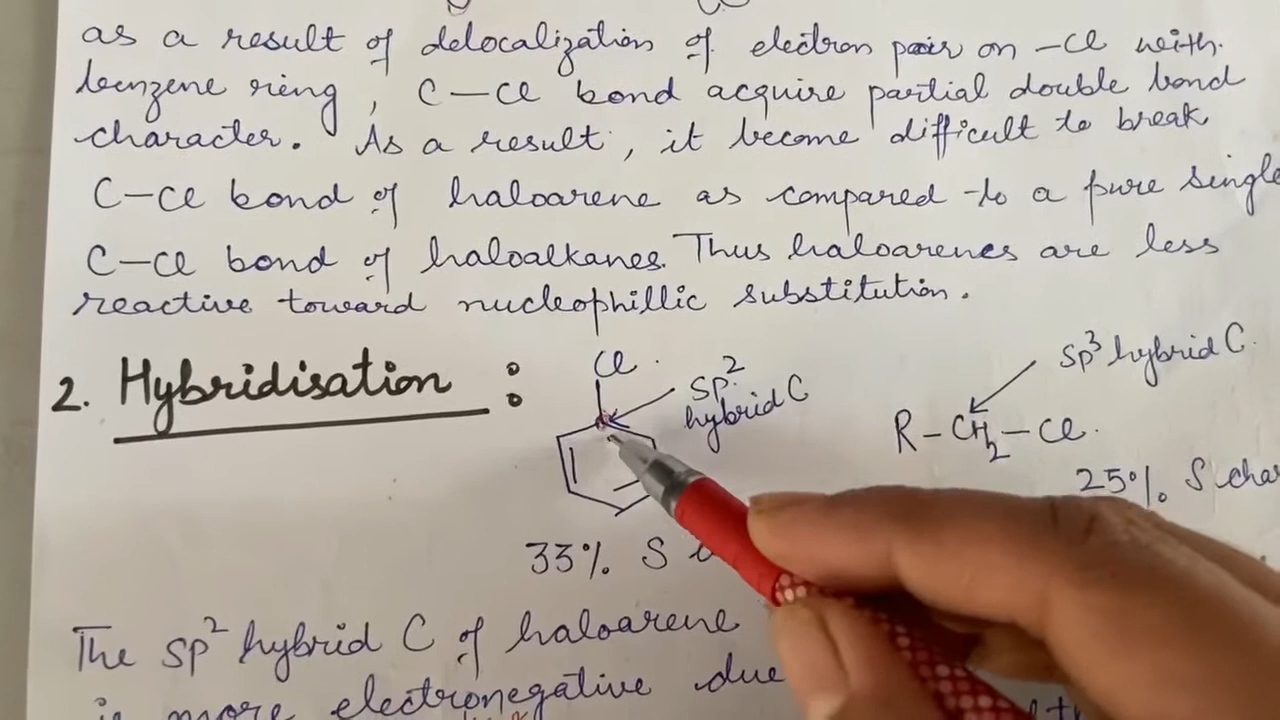 as a result of delocalization of electron pair on -Cl with
benzene ring, C-Cl bond acquire partial double bond
character. As a result, it become difficult to break
C-Cl bond of haloarene as compared to a pure single
C-Cl bond of haloalkanes. Thus haloarenes are less
reactive toward nucleophillic substitution.
2. Hybridisation :
Cl
sp² hybrid C
sp³ hybrid C
R-CH₂-Cl
25% S
33% S
The sp² hybrid C of haloarene
is more electronegative due